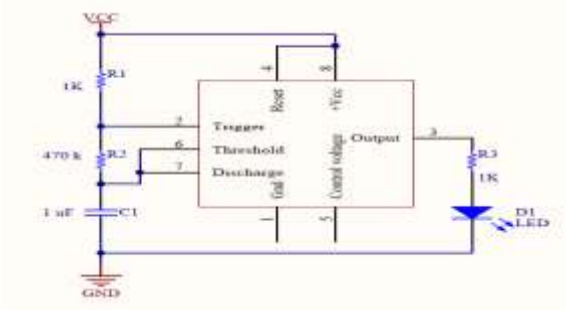 VCC
R1
1K
4
8
Reset
+Vcc
2
Trigger
Output
3
470 k
R2
6
Threshold
R3
7
Discharge
1K
Gnd
Control voltage
1 uF
C1
1
5
D1
LED
GND